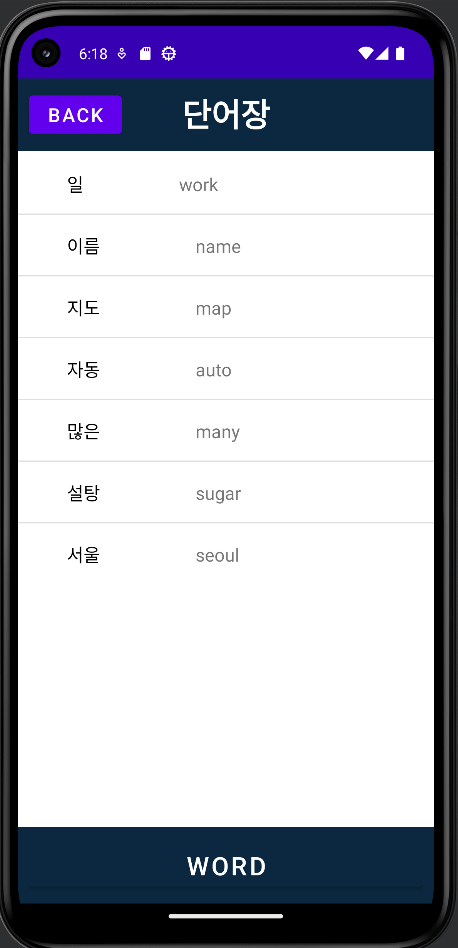 6:18
BACK 단어장
일 work
이름 name
지도 map
자동 auto
많은 many
설탕 sugar
서울 seoul
WORD